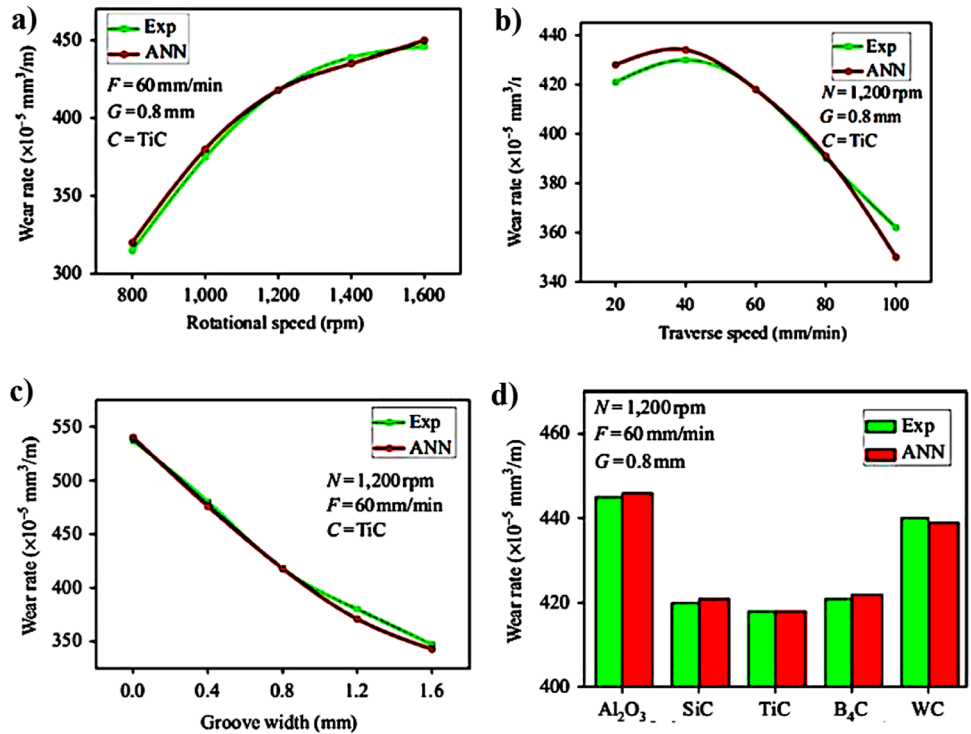 a)
Exp
ANN
F = 60 mm/min
G = 0.8 mm
C = TiC
Wear rate (×10⁻⁵ mm³/m)
450
400
350
300
800 1,000 1,200 1,400 1,600
Rotational speed (rpm)
b)
Exp
ANN
N = 1,200 rpm
G = 0.8 mm
C = TiC
Wear rate (×10⁻⁵ mm³/ı
440
420
400
380
360
340
20 40 60 80 100
Traverse speed (mm/min)
c)
Exp
ANN
N = 1,200 rpm
F = 60 mm/min
C = TiC
Wear rate (×10⁻⁵ mm³/m)
550
500
450
400
350
0.0 0.4 0.8 1.2 1.6
Groove width (mm)
d)
N = 1,200 rpm
F = 60 mm/min
G = 0.8 mm
Exp
ANN
Wear rate (×10⁻⁵ mm³/m)
460
440
420
400
Al₂O₃ SiC TiC B₄C WC